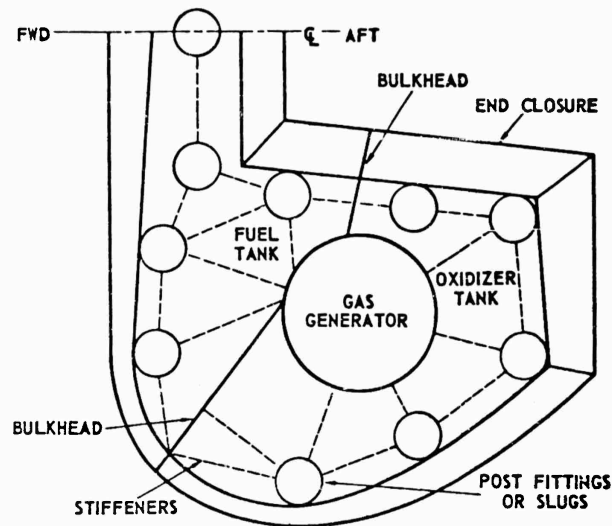 FWD
℄ AFT
BULKHEAD
END CLOSURE
FUEL
TANK
OXIDIZER
TANK
GAS
GENERATOR
BULKHEAD
STIFFENERS
POST FITTINGS
OR SLUGS